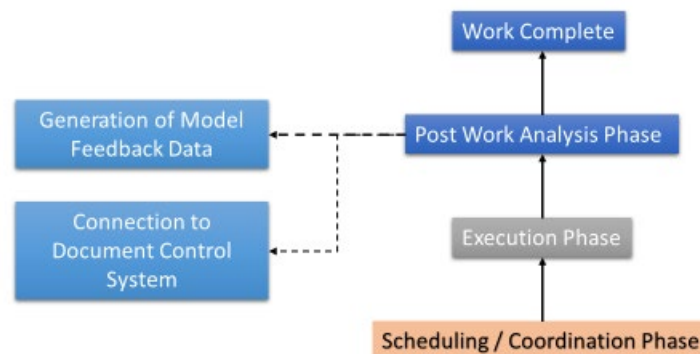 Work Complete
Generation of Model
Feedback Data
Post Work Analysis Phase
Connection to
Document Control
System
Execution Phase
Scheduling / Coordination Phase